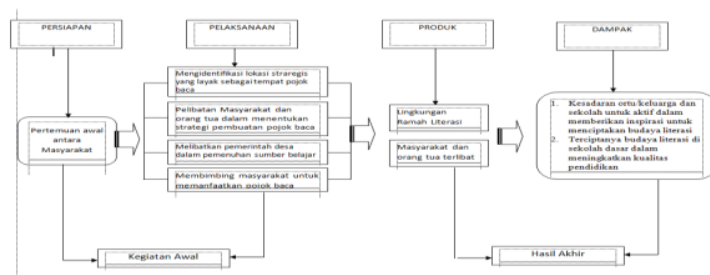 PERSIAPAN
PELAKSANAAN
PRODUK
DAMPAK
Pertemuan awal
antara
Masyarakat
Mengidentifikasi lokasi straregis
yang layak sebagai tempat pojok
baca
Pelibatan Masyarakat dan
orang tua dalam menentukan
strategi pembuatan pojok baca
Melibatkan pemerintah desa
dalam pemenuhan sumber belajar
Membimbing masyarakat untuk
memanfaatkan pojok baca
Lingkungan
Ramah Literasi
Masyarakat dan
orang tua terlibat
1. Kesadaran ortu/keluarga dan
sekolah untuk aktif dalam
memberikan inspirasi untuk
menciptakan budaya literasi
2. Terciptanya budaya literasi di
sekolah dasar dalam
meningkatkan kualitas
pendidikan
Kegiatan Awal
Hasil Akhir